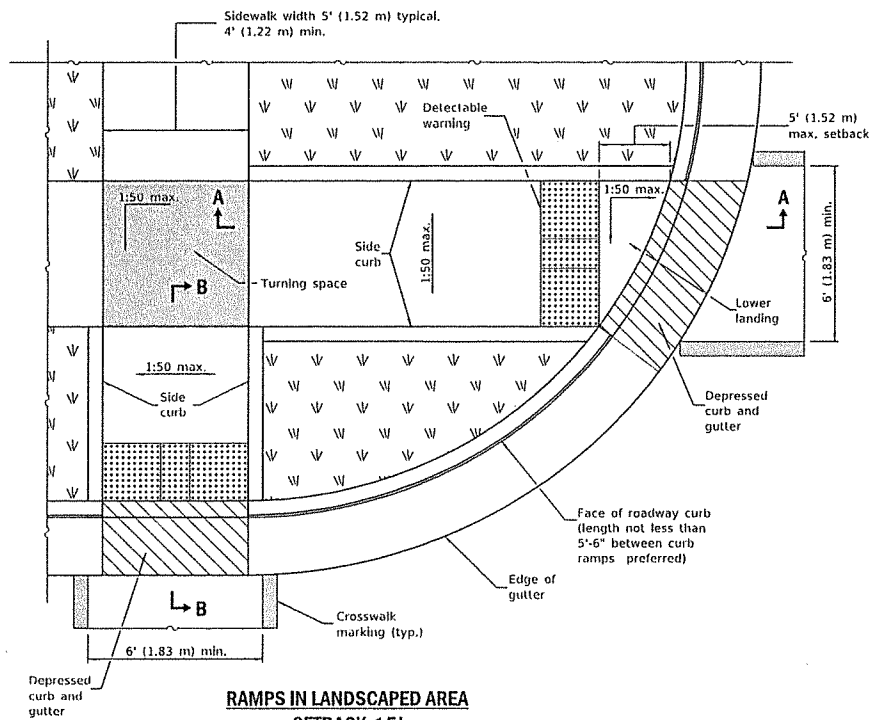 Sidewalk width 5' (1.52 m) typical.
4' (1.22 m) min.
Detectable
warning
5' (1.52 m)
max. setback
1:50 max.
A
1:50 max.
A
Side
curb
1:50 max.
6' (1.83 m) min.
B
Turning space
Lower
landing
1:50 max.
Side
curb
Depressed
curb and
gutter
Face of roadway curb
(length not less than
5'-6" between curb
ramps preferred)
Edge of
gutter
B
Crosswalk
marking (typ.)
6' (1.83 m) min.
Depressed
curb and
gutter
RAMPS IN LANDSCAPED AREA